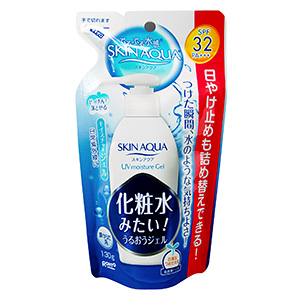 手で切れます
SKIN AQUA
スキンアクア
SPF
32
PA+++
日やけ止めも詰め替えできる!
つけた瞬間、水のような気持ちよさ!
SKIN AQUA
スキンアクア
UV moisture Gel
化粧水
みたい!
うるおうジェル
130g